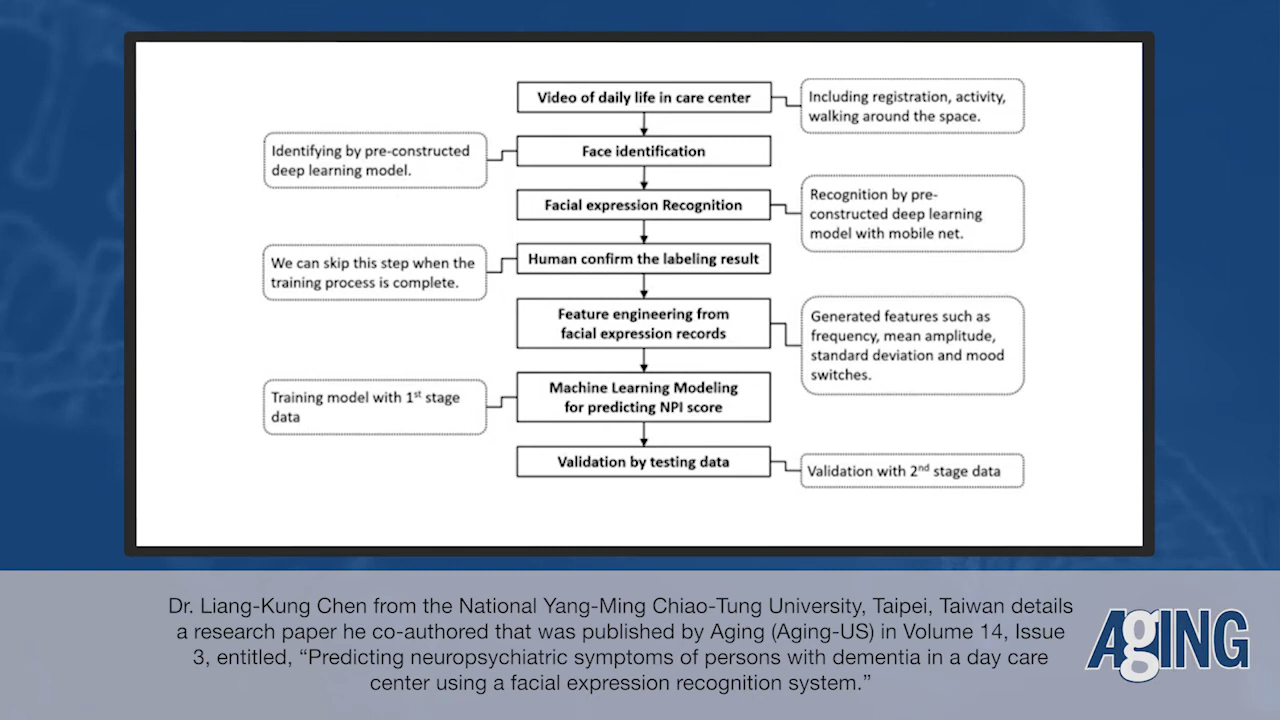 Video of daily life in care center
Including registration, activity,
walking around the space.
Identifying by pre-constructed
deep learning model.
Face identification
Facial expression Recognition
Recognition by pre-
constructed deep learning
model with mobile net.
We can skip this step when the
training process is complete.
Human confirm the labeling result
Feature engineering from
facial expression records
Generated features such as
frequency, mean amplitude,
standard deviation and mood
switches.
Training model with 1st stage
data
Machine Learning Modeling
for predicting NPI score
Validation by testing data
Validation with 2nd stage data
Dr. Liang-Kung Chen from the National Yang-Ming Chiao-Tung University, Taipei, Taiwan details
a research paper he co-authored that was published by Aging (Aging-US) in Volume 14, Issue
3, entitled, “Predicting neuropsychiatric symptoms of persons with dementia in a day care
center using a facial expression recognition system.”
AgING